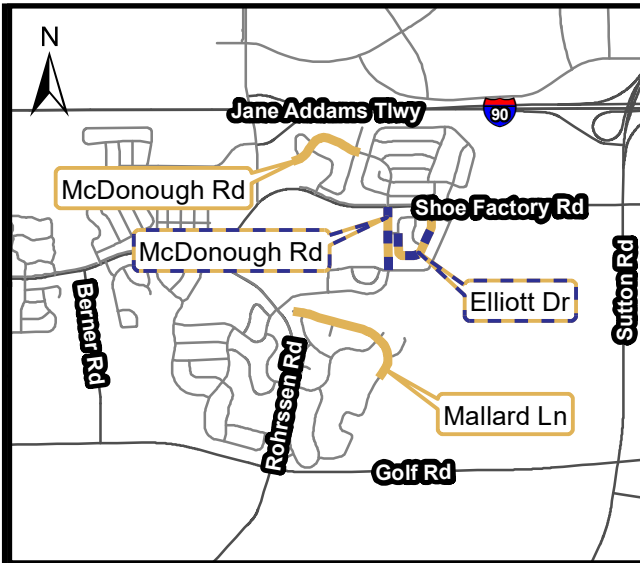 N
Jane Addams Tlwy
90
McDonough Rd
Shoe Factory Rd
McDonough Rd
Elliott Dr
Sutton Rd
Berner Rd
Rohrssen Rd
Mallard Ln
Golf Rd